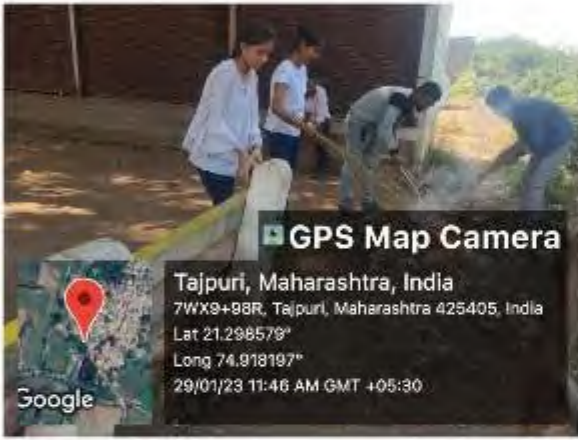 GPS Map Camera
Tajpuri, Maharashtra, India
7WX9+98R, Tajpuri, Maharashtra 425405, India
Lat 21.298579°
Long 74.918197°
29/01/23 11:46 AM GMT +05:30
Google